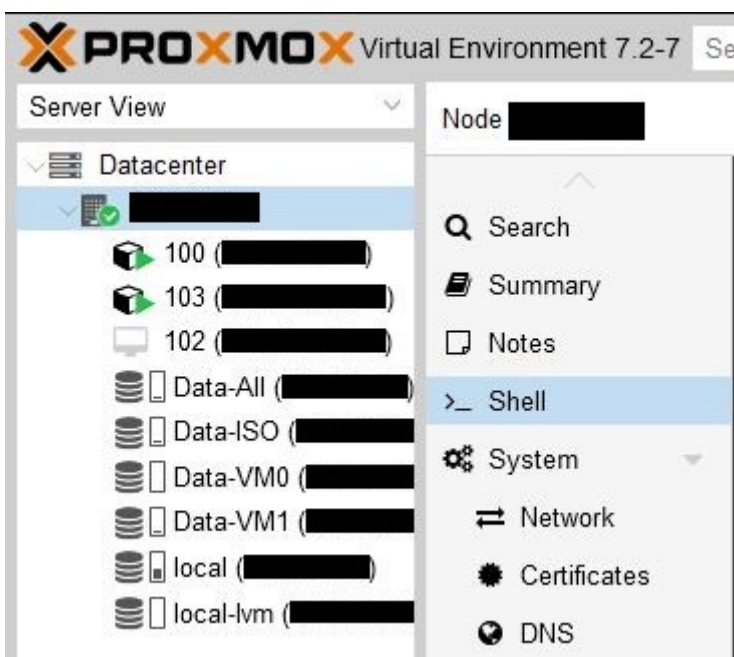 PROXMOX Virtual Environment 7.2-7 Se
Server View
Datacenter
100 ( )
103 ( )
102 ( )
Data-All ( )
Data-ISO (
Data-VM0 (
Data-VM1 (
local ( )
local-lvm (
Node
Search
Summary
Notes
>_ Shell
System
Network
Certificates
DNS